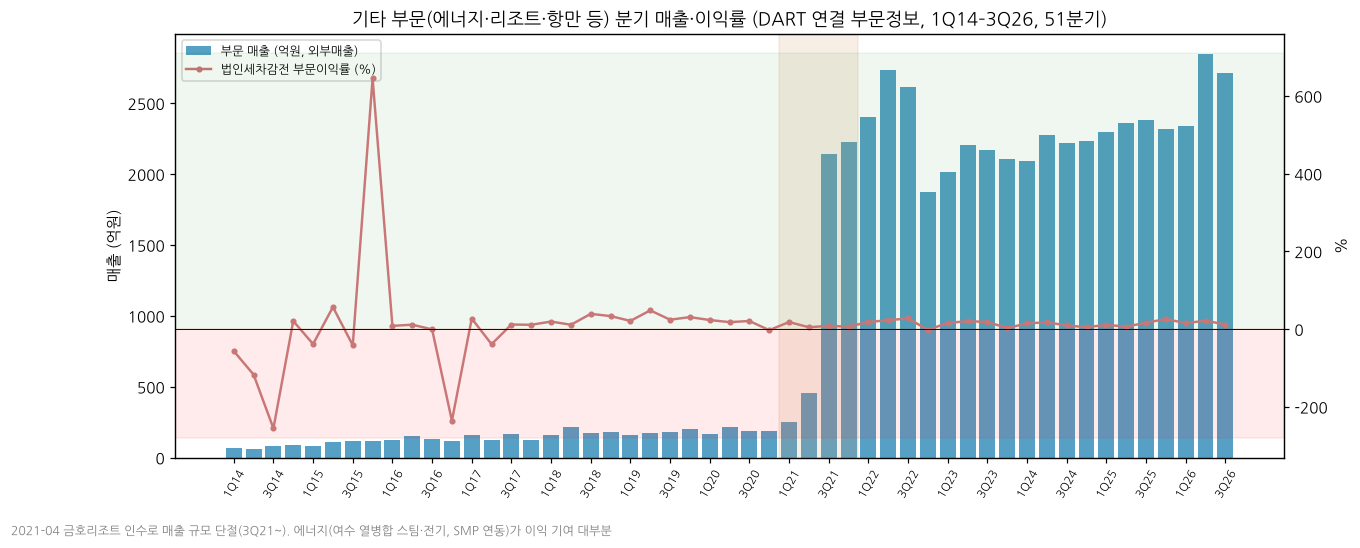 기타 부문(에너지·리조트·항만 등) 분기 매출·이익률 (DART 연결 부문정보, 1Q14–3Q26, 51분기)
부문 매출 (억원, 외부매출)
법인세차감전 부문이익률 (%)
매출 (억원)
2500
2000
1500
1000
500
0
600
400
200
0
-200
%
1Q14 3Q14 1Q15 3Q15 1Q16 3Q16 1Q17 3Q17 1Q18 3Q18 1Q19 3Q19 1Q20 3Q20 1Q21 3Q21 1Q22 3Q22 1Q23 3Q23 1Q24 3Q24 1Q25 3Q25 1Q26 3Q26
2021-04 금호리조트 인수로 매출 규모 단절(3Q21~). 에너지(여수 열병합 스팀·전기, SMP 연동)가 이익 기여 대부분